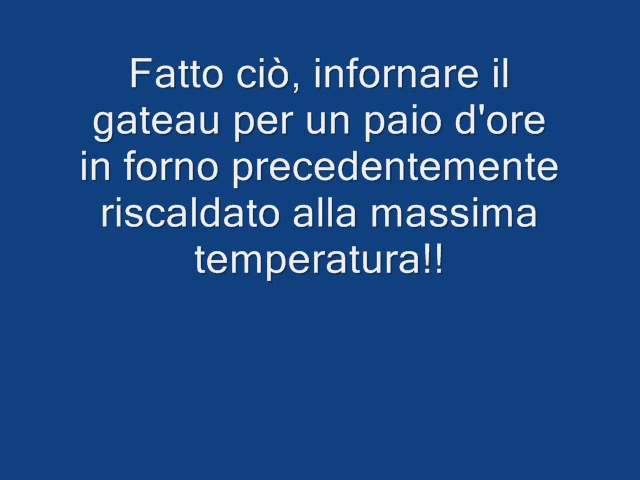 Fatto ciò, infornare il
gateau per un paio d'ore
in forno precedentemente
riscaldato alla massima
temperatura!!